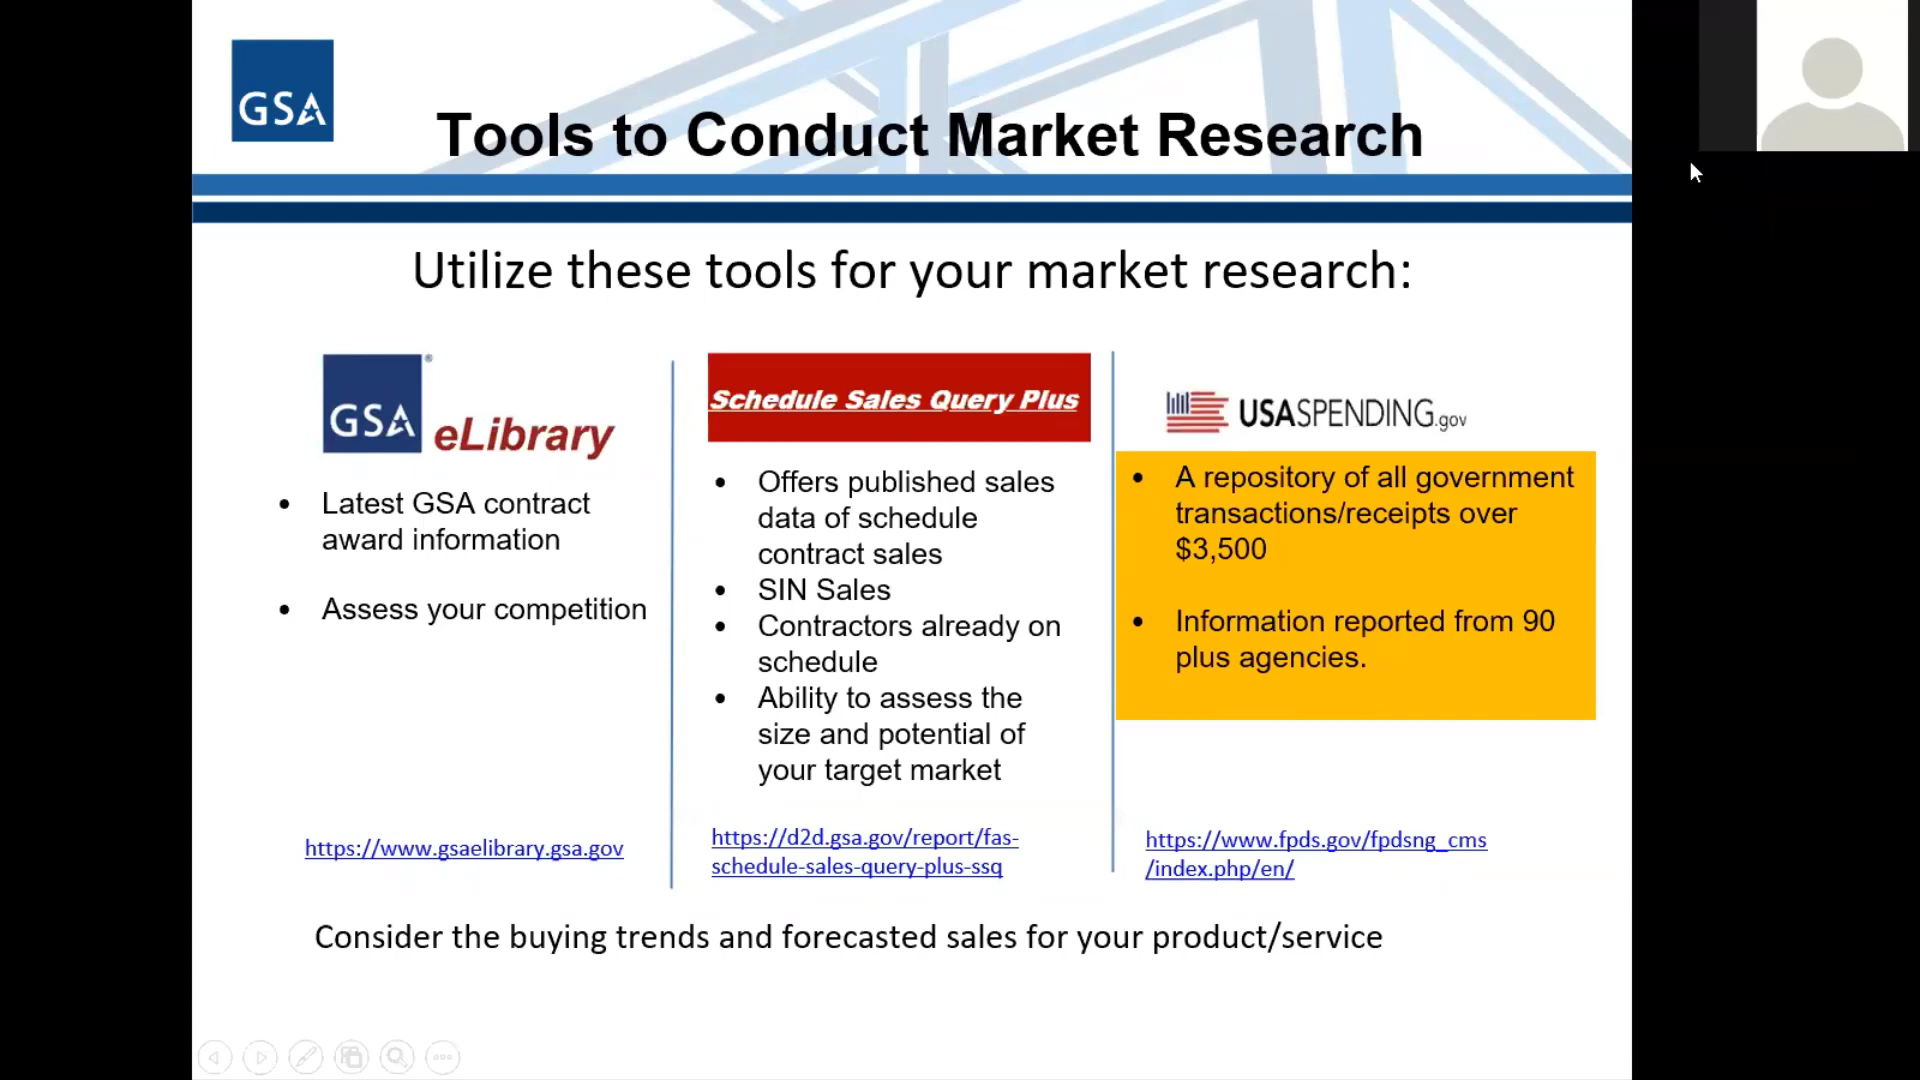 GSA
Tools to Conduct Market Research
Utilize these tools for your market research:
GSA®
eLibrary
• Latest GSA contract
award information
• Assess your competition
https://www.gsaelibrary.gsa.gov
Schedule Sales Query Plus
• Offers published sales
data of schedule
contract sales
• SIN Sales
• Contractors already on
schedule
• Ability to assess the
size and potential of
your target market
https://d2d.gsa.gov/report/fas-
schedule-sales-query-plus-ssq
USASPENDING.gov
• A repository of all government
transactions/receipts over
$3,500
• Information reported from 90
plus agencies.
https://www.fpds.gov/fpdsng_cms
/index.php/en/
Consider the buying trends and forecasted sales for your product/service